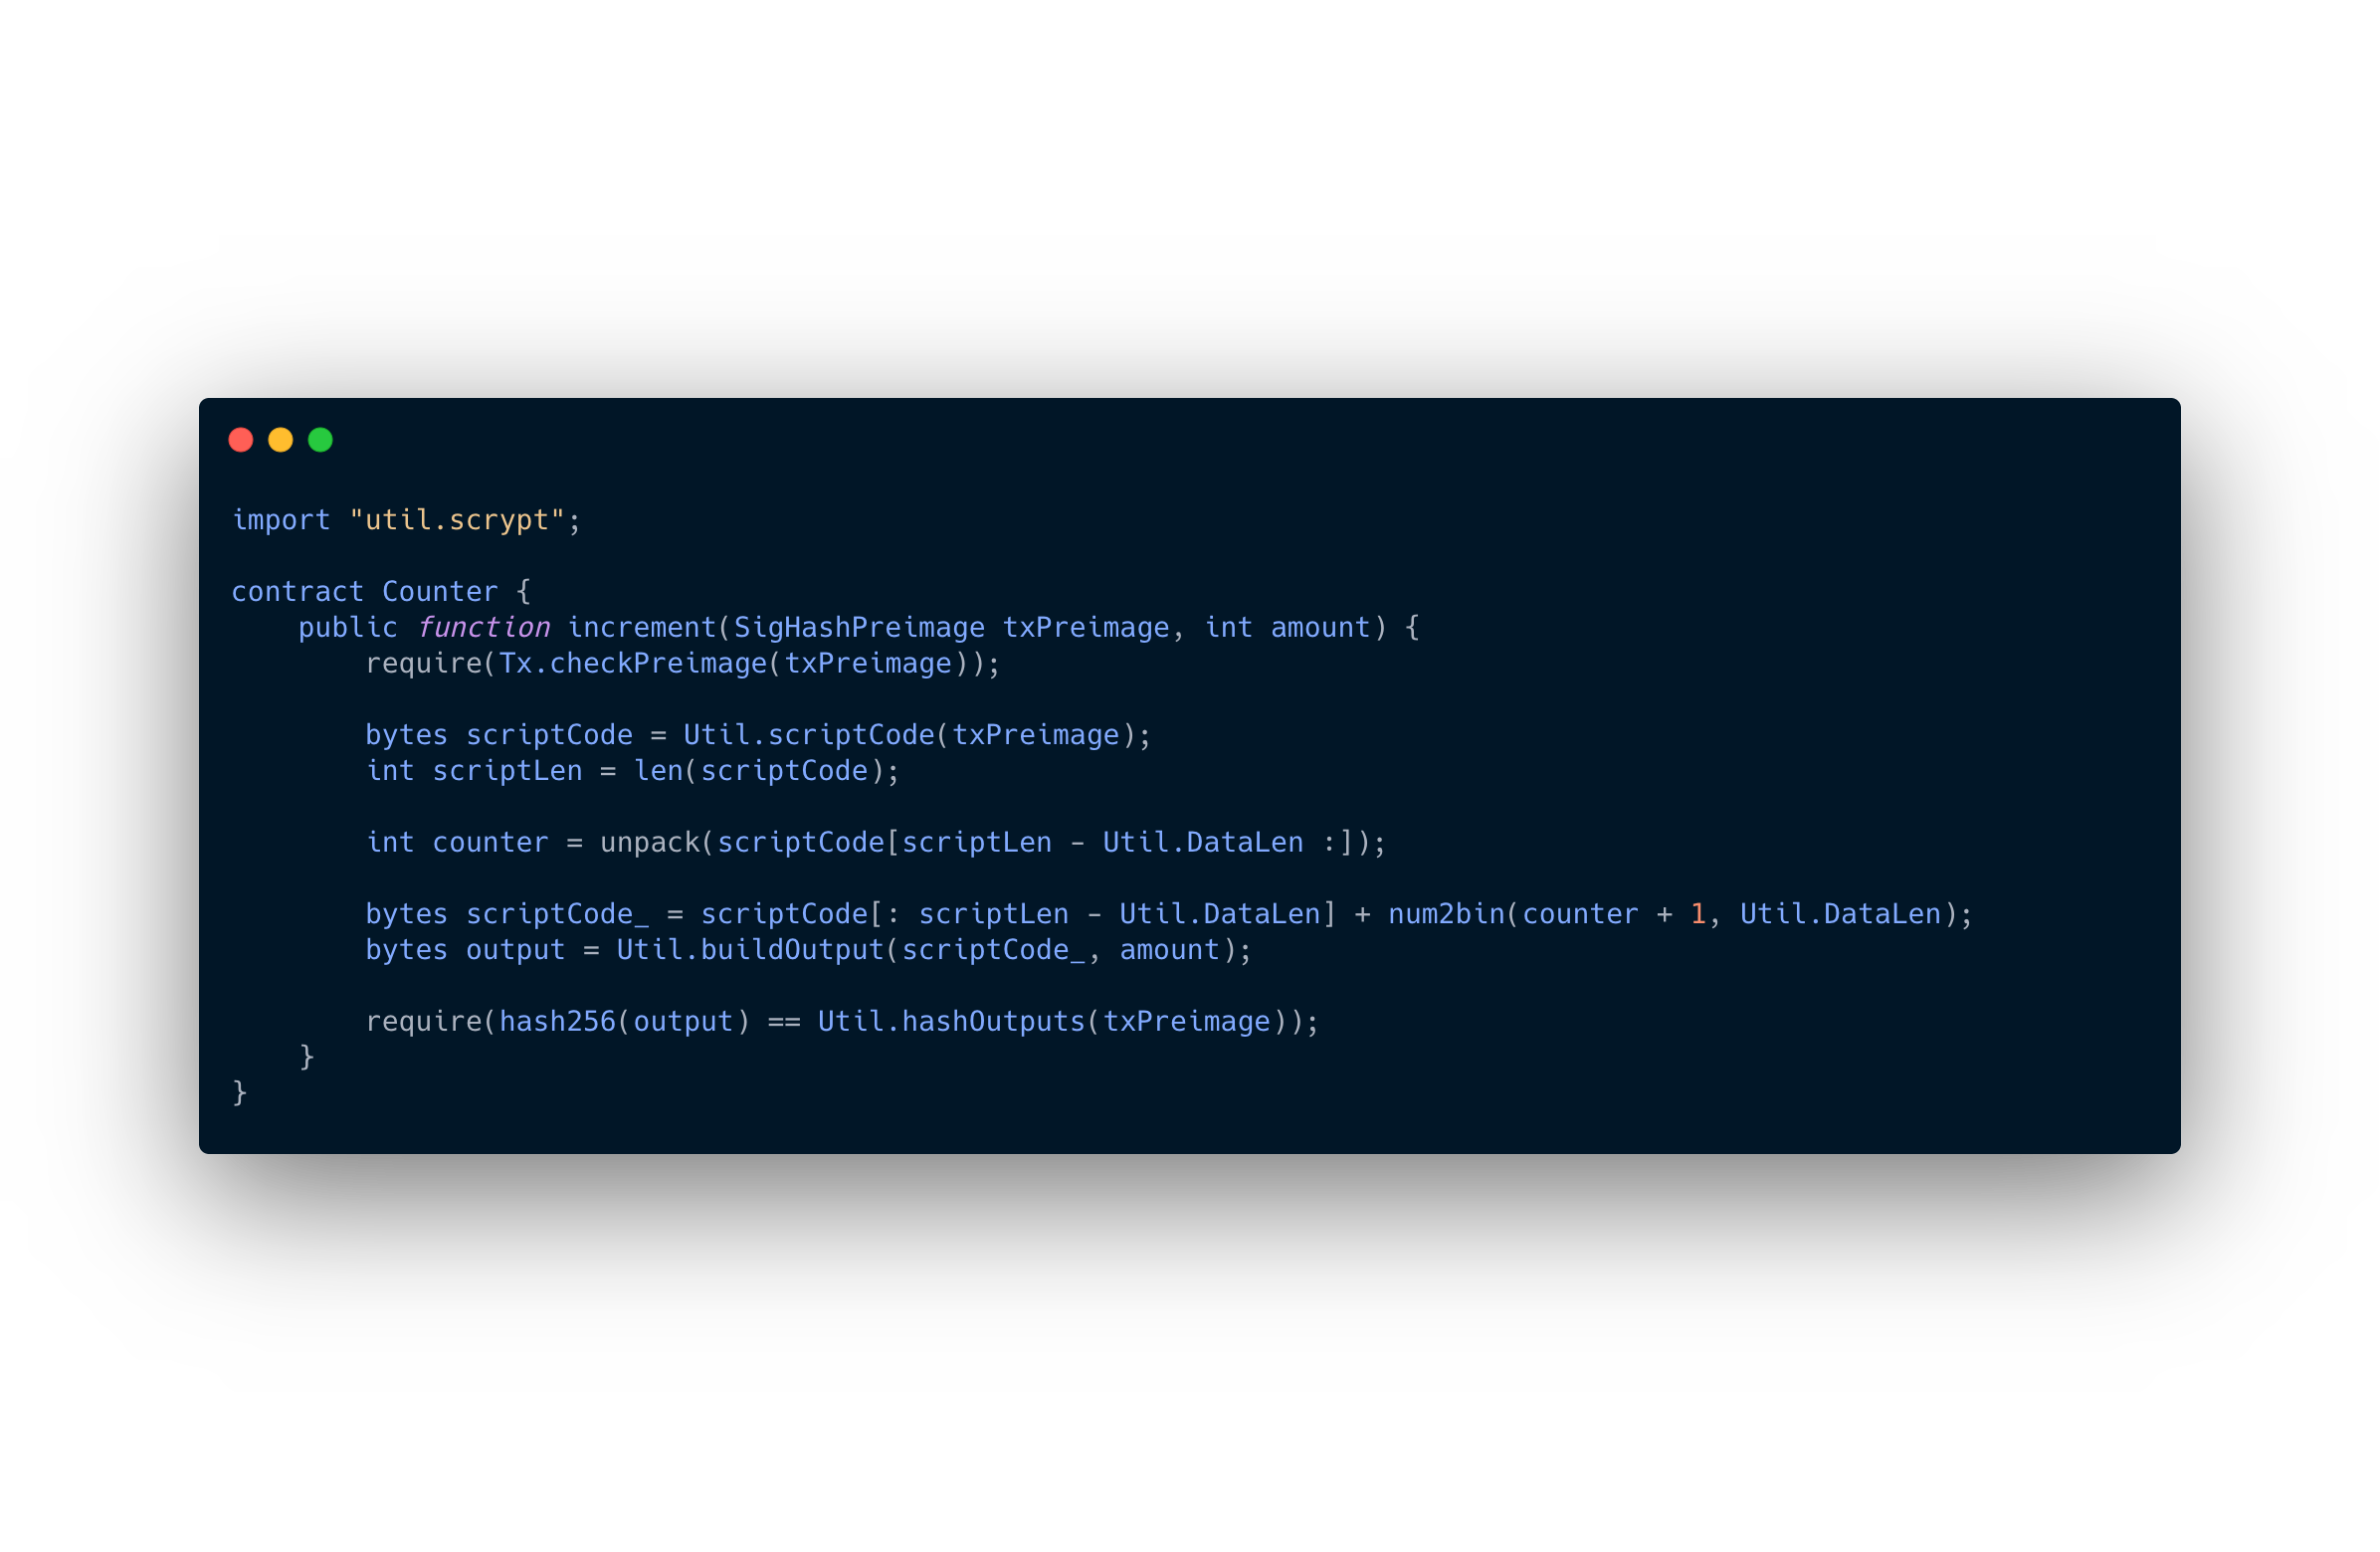 import "util.scrypt";
contract Counter {
public function increment(SigHashPreimage txPreimage, int amount) {
require(Tx.checkPreimage(txPreimage));
bytes scriptCode = Util.scriptCode(txPreimage);
int scriptLen = len(scriptCode);
int counter = unpack(scriptCode[scriptLen - Util.DataLen :]);
bytes scriptCode_ = scriptCode[: scriptLen - Util.DataLen] + num2bin(counter + 1, Util.DataLen);
bytes output = Util.buildOutput(scriptCode_, amount);
require(hash256(output) == Util.hashOutputs(txPreimage));
}
}